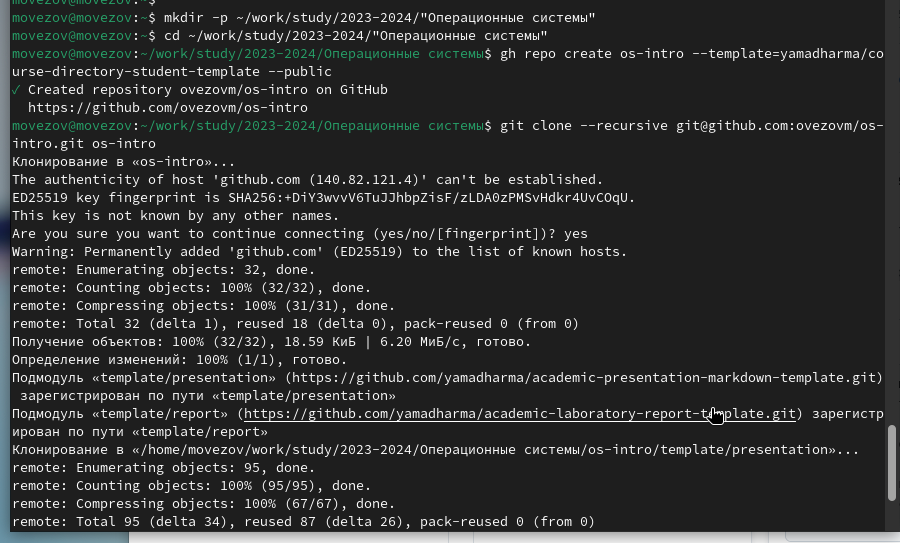 movezov@movezov:~$
movezov@movezov:~$ mkdir -p ~/work/study/2023-2024/"Операционные системы"
movezov@movezov:~$ cd ~/work/study/2023-2024/"Операционные системы"
movezov@movezov:~/work/study/2023-2024/Операционные системы$ gh repo create os-intro --template=yamadharma/co
urse-directory-student-template --public
✓ Created repository ovezovm/os-intro on GitHub
  https://github.com/ovezovm/os-intro
movezov@movezov:~/work/study/2023-2024/Операционные системы$ git clone --recursive git@github.com:ovezovm/os-
intro.git os-intro
Клонирование в «os-intro»...
The authenticity of host 'github.com (140.82.121.4)' can't be established.
ED25519 key fingerprint is SHA256:+DiY3wvvV6TuJJhbpZisF/zLDA0zPMSvHdkr4UvCOqU.
This key is not known by any other names.
Are you sure you want to continue connecting (yes/no/[fingerprint])? yes
Warning: Permanently added 'github.com' (ED25519) to the list of known hosts.
remote: Enumerating objects: 32, done.
remote: Counting objects: 100% (32/32), done.
remote: Compressing objects: 100% (31/31), done.
remote: Total 32 (delta 1), reused 18 (delta 0), pack-reused 0 (from 0)
Получение объектов: 100% (32/32), 18.59 КиБ | 6.20 МиБ/с, готово.
Определение изменений: 100% (1/1), готово.
Подмодуль «template/presentation» (https://github.com/yamadharma/academic-presentation-markdown-template.git)
 зарегистрирован по пути «template/presentation»
Подмодуль «template/report» (https://github.com/yamadharma/academic-laboratory-report-template.git) зарегистр
ирован по пути «template/report»
Клонирование в «/home/movezov/work/study/2023-2024/Операционные системы/os-intro/template/presentation»...
remote: Enumerating objects: 95, done.
remote: Counting objects: 100% (95/95), done.
remote: Compressing objects: 100% (67/67), done.
remote: Total 95 (delta 34), reused 87 (delta 26), pack-reused 0 (from 0)